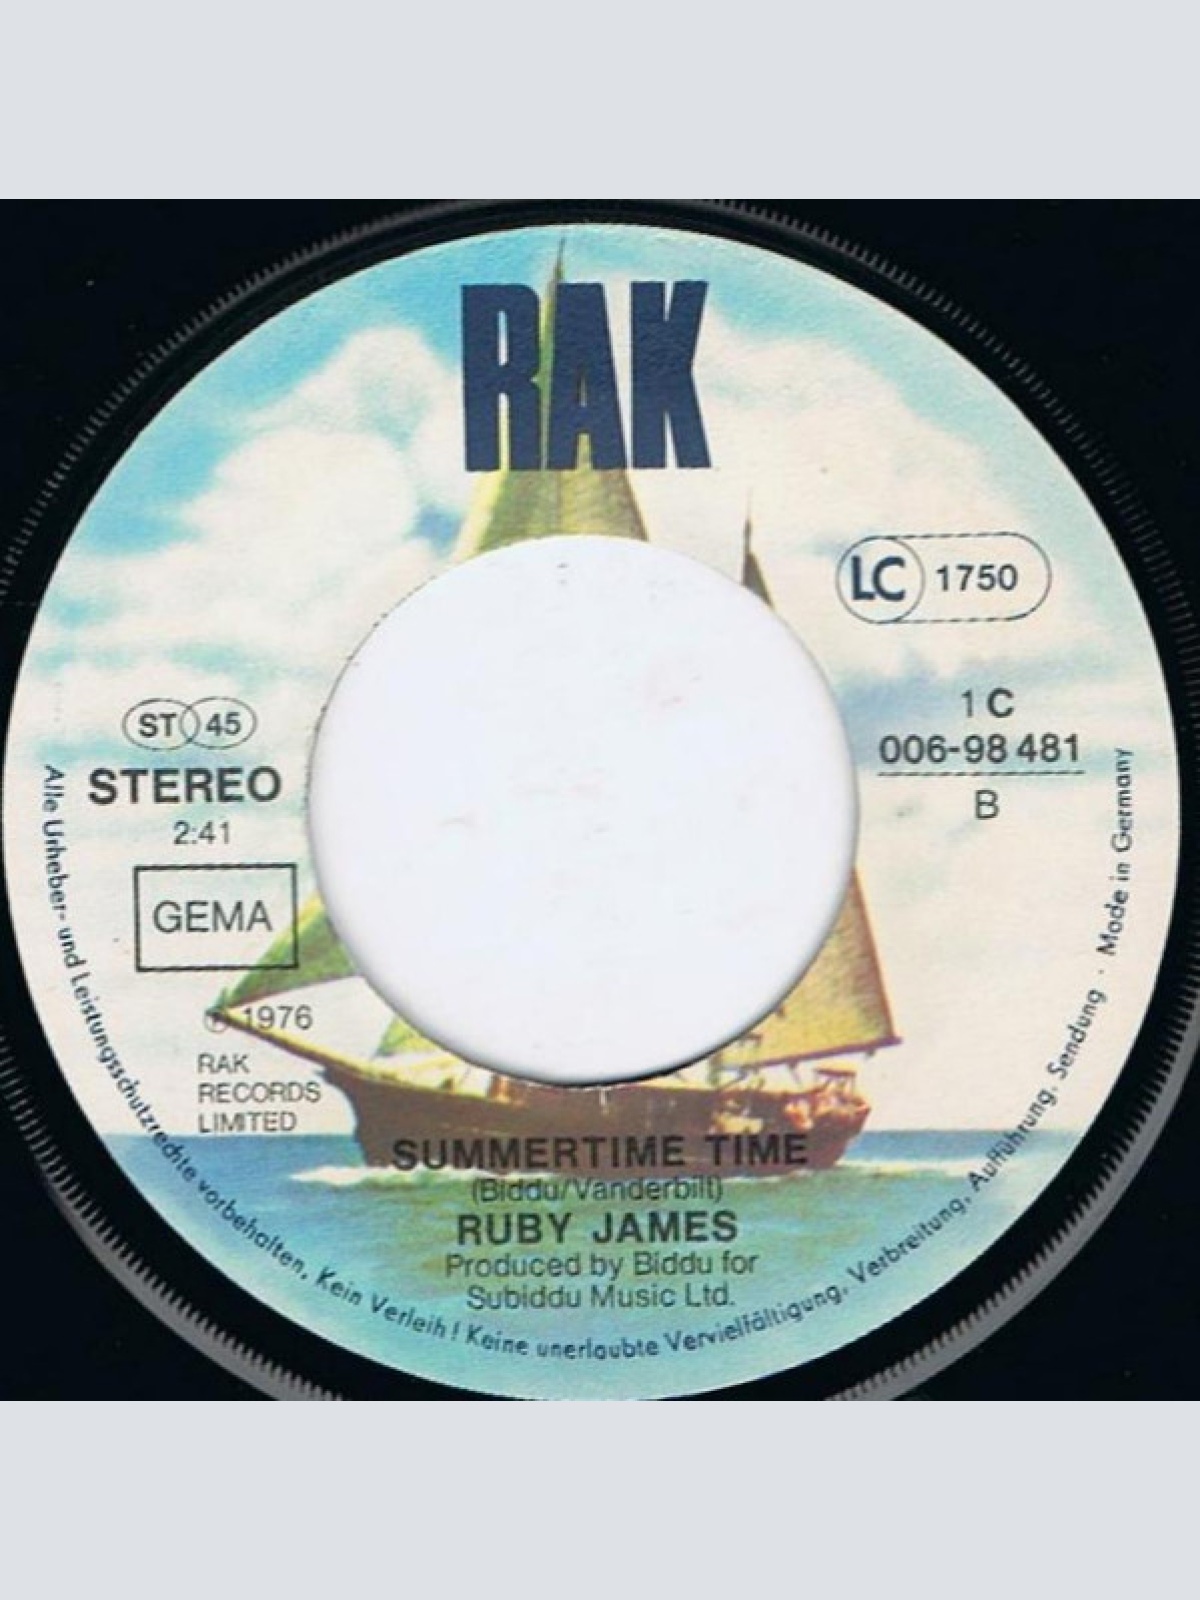 RAK
LC 1750
1 C
006-98 481
B
ST 45
STEREO
2:41
GEMA
℗ 1976
RAK
RECORDS
LIMITED
SUMMERTIME TIME
(Biddu/Vanderbilt)
RUBY JAMES
Produced by Biddu for
Subiddu Music Ltd.
Alle Urheber- und Leistungsschutzrechte vorbehalten. Kein Verleih! Keine unerlaubte Vervielfältigung, Verbreitung, Aufführung, Sendung · Made in Germany